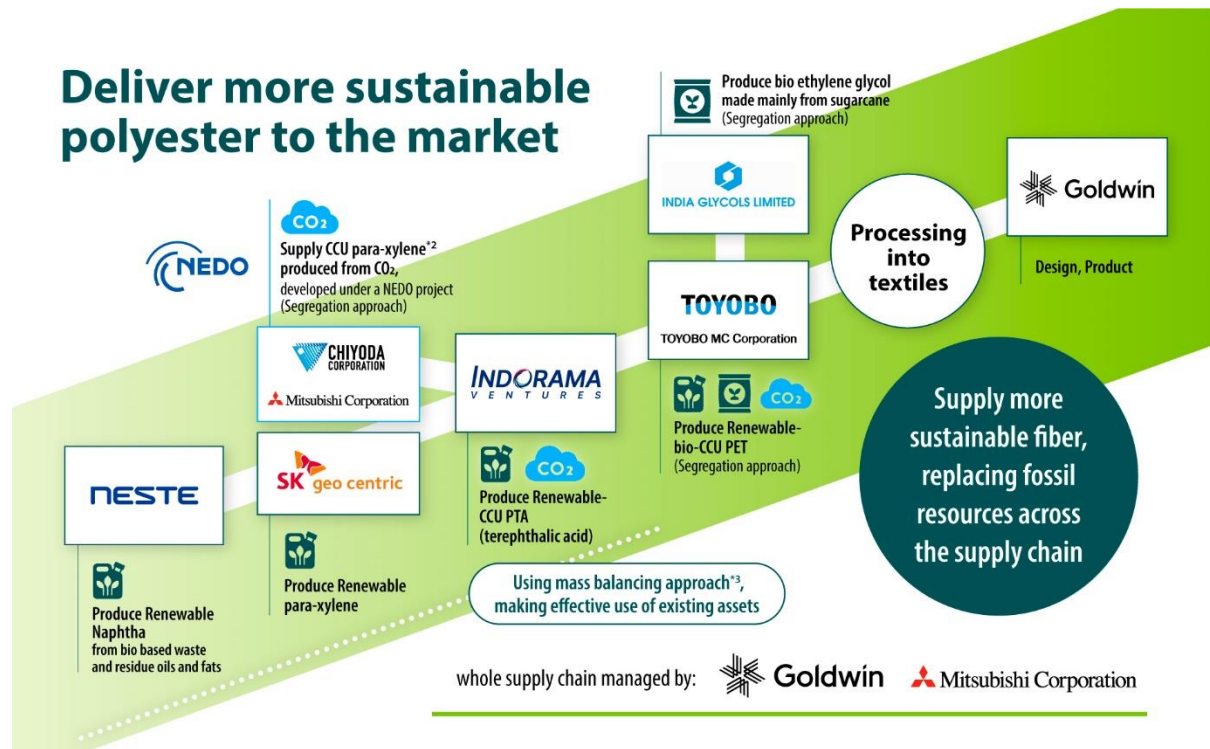 Deliver more sustainable
polyester to the market
NEDO
CO₂
Supply CCU para-xylene*2
produced from CO₂,
developed under a NEDO project
(Segregation approach)
CHIYODA
CORPORATION
Mitsubishi Corporation
NESTE
Produce Renewable
Naphtha
from bio based waste
and residue oils and fats
SK geo centric
Produce Renewable
para-xylene
INDORAMA
VENTURES
CO₂
Produce Renewable-
CCU PTA
(terephthalic acid)
Produce bio ethylene glycol
made mainly from sugarcane
(Segregation approach)
INDIA GLYCOLS LIMITED
TOYOBO
TOYOBO MC Corporation
CO₂
Produce Renewable-
bio-CCU PET
(Segregation approach)
Processing
into
textiles
Goldwin
Design, Product
Using mass balancing approach*3,
making effective use of existing assets
Supply more
sustainable fiber,
replacing fossil
resources across
the supply chain
whole supply chain managed by: Goldwin Mitsubishi Corporation